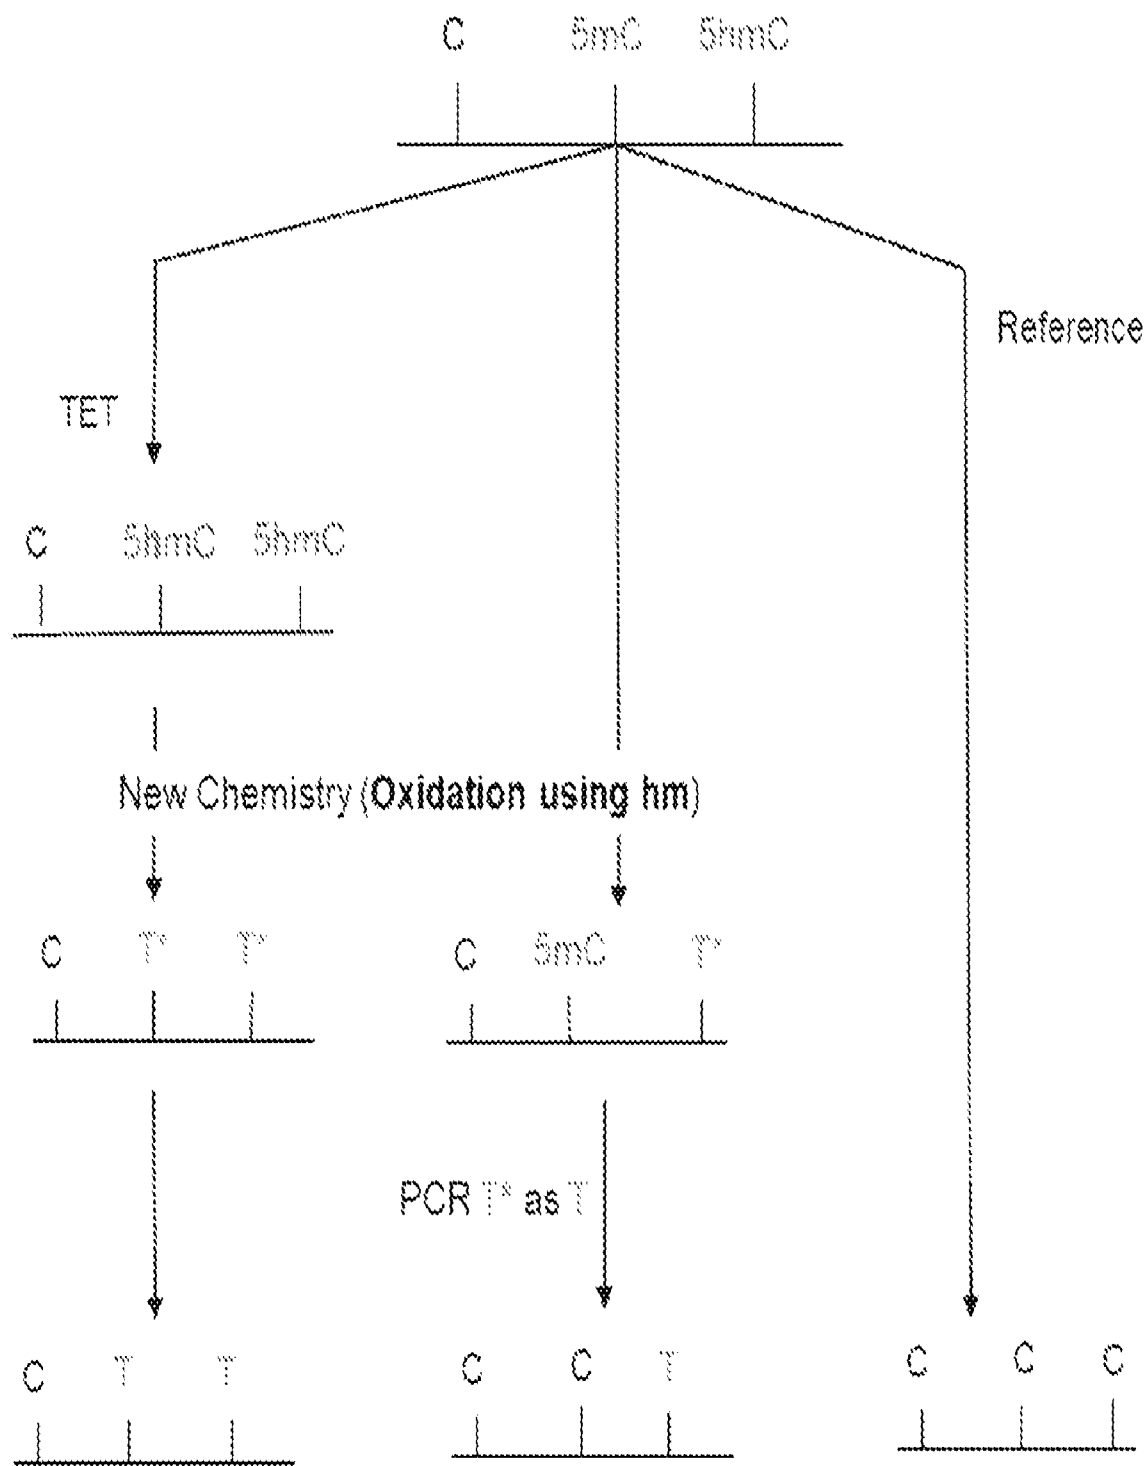 C 5mC 5hmC
Reference
TET
C 5hmC 5hmC
New Chemistry (Oxidation using hm)
C T* T*
C 5mC T*
PCR T* as T
C T T
C C T
C C C